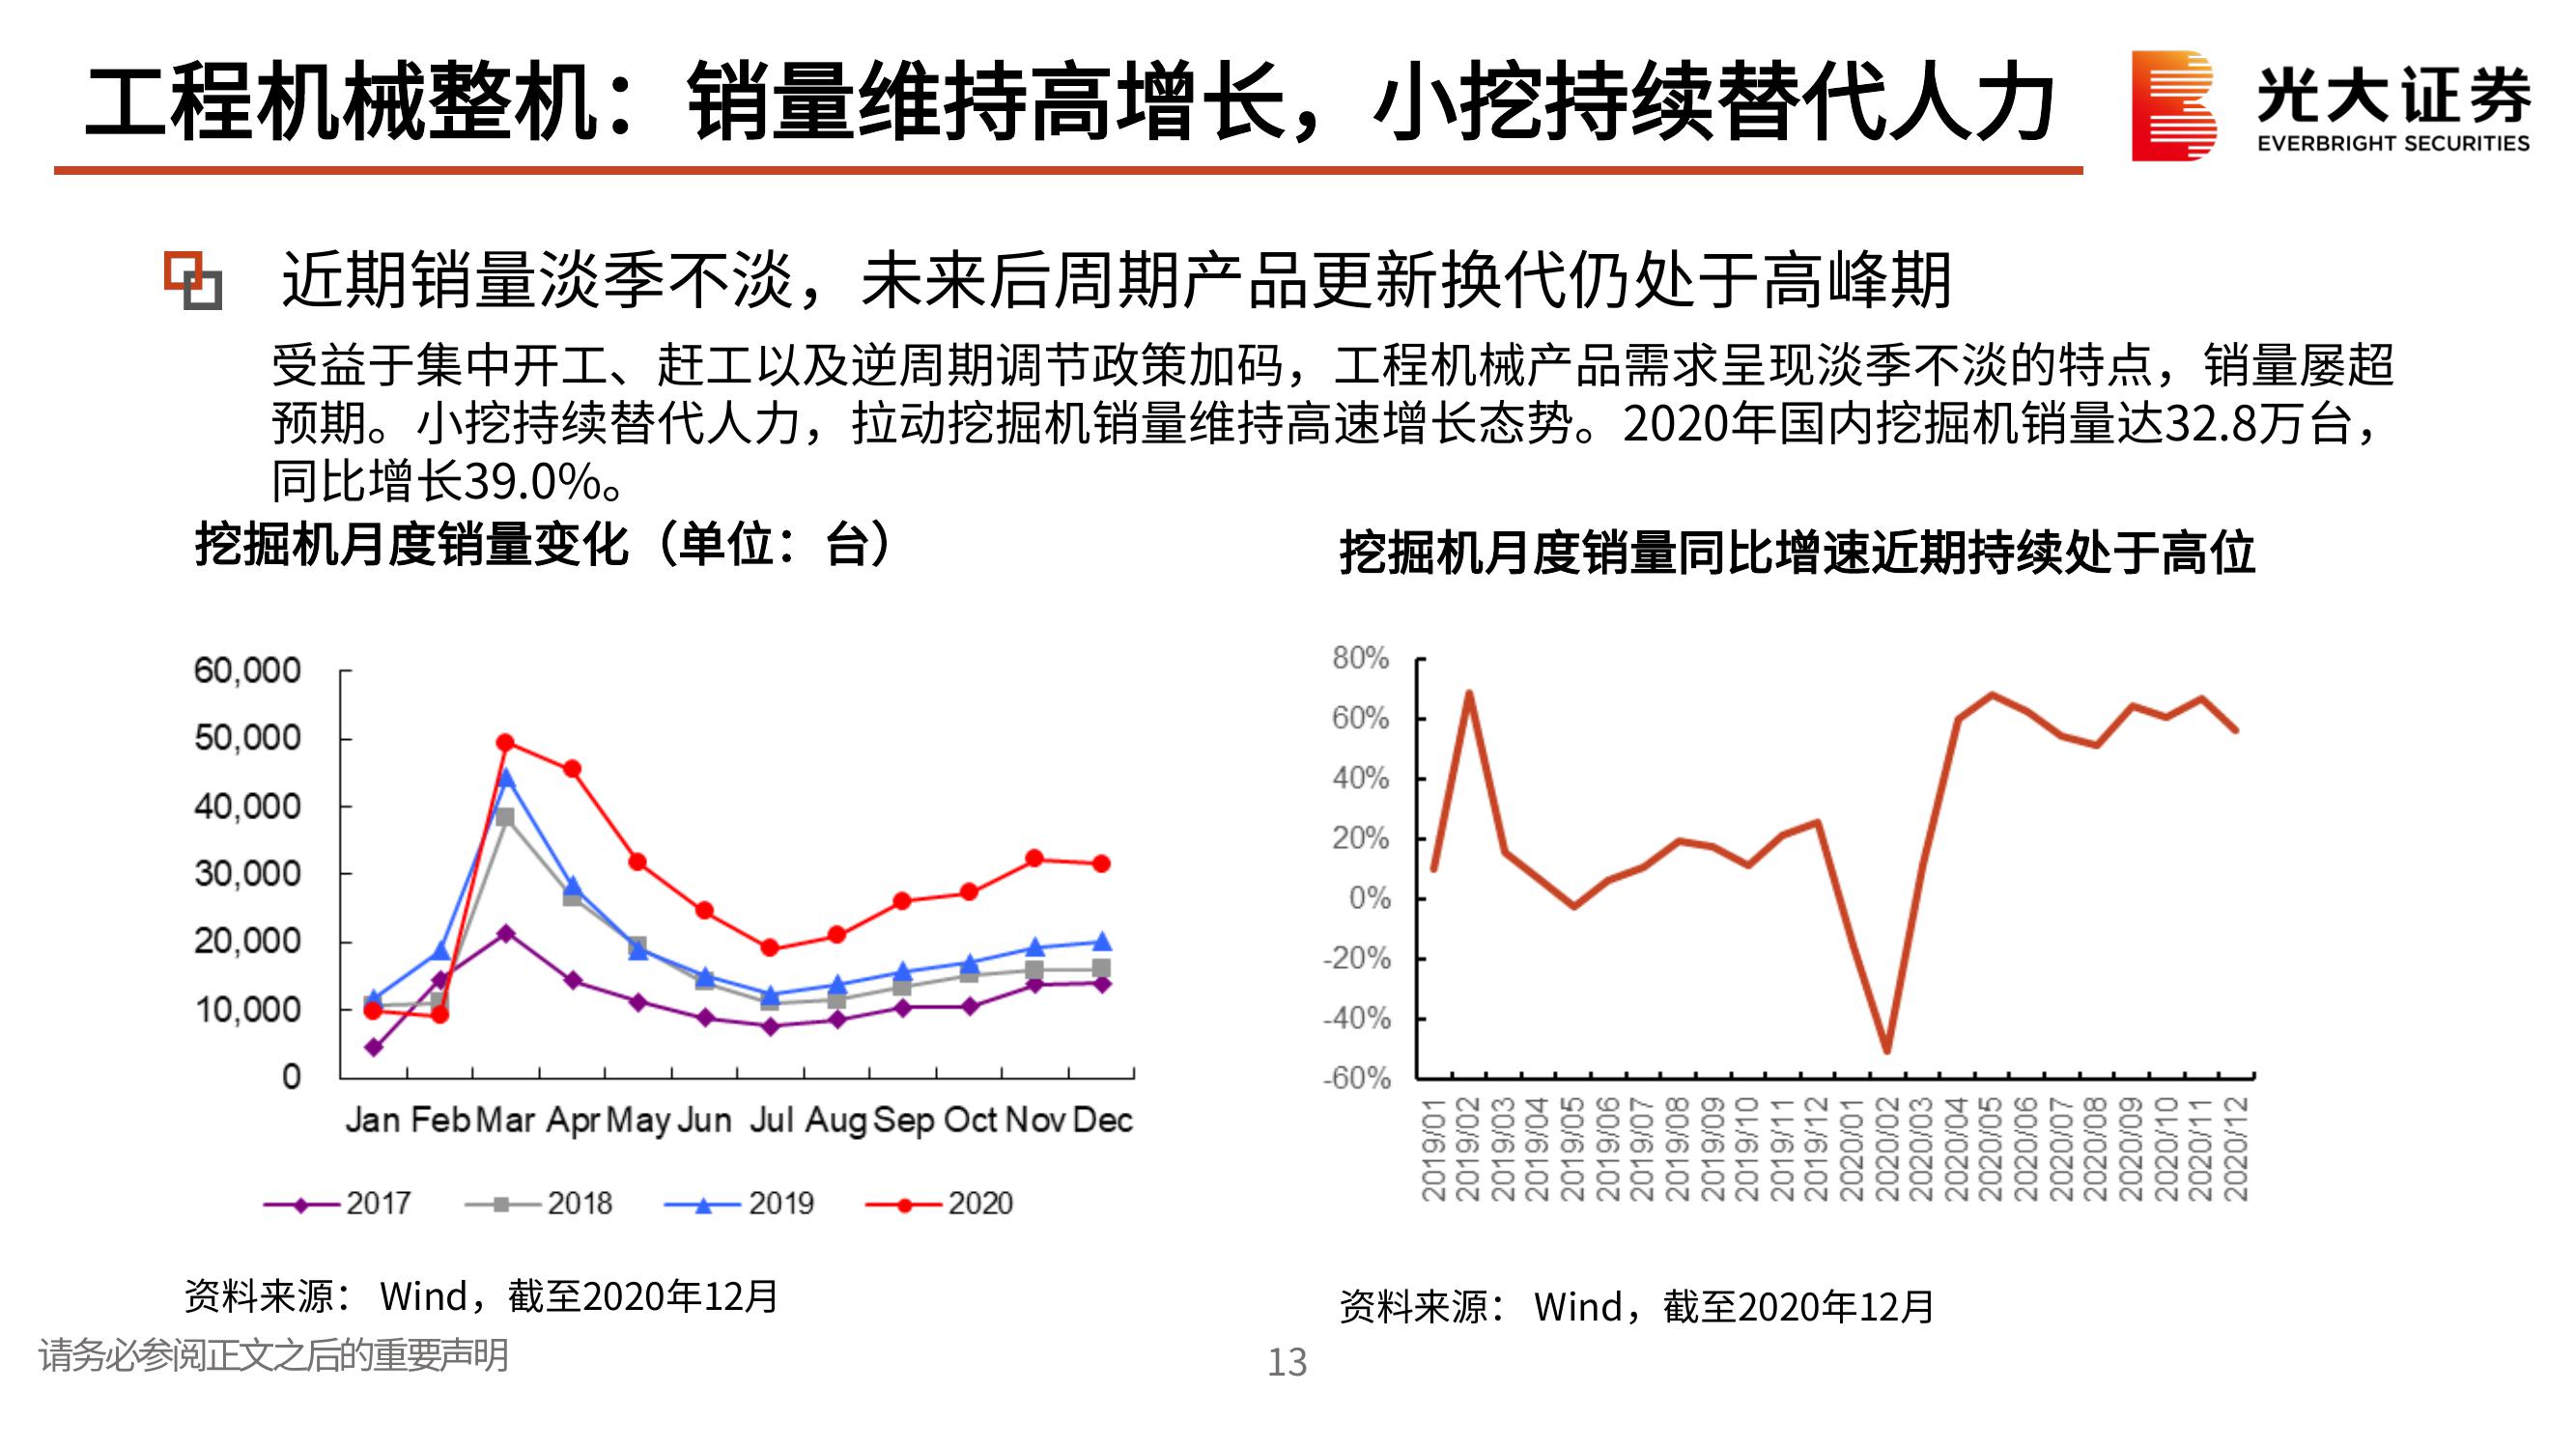 工程机械整机：销量维持高增长，小挖持续替代人力
光大证券
EVERBRIGHT SECURITIES
近期销量淡季不淡，未来后周期产品更新换代仍处于高峰期
受益于集中开工、赶工以及逆周期调节政策加码，工程机械产品需求呈现淡季不淡的特点，销量屡超
预期。小挖持续替代人力，拉动挖掘机销量维持高速增长态势。2020年国内挖掘机销量达32.8万台，
同比增长39.0%。
挖掘机月度销量变化（单位：台）
60,000
50,000
40,000
30,000
20,000
10,000
0
Jan Feb Mar Apr May Jun Jul Aug Sep Oct Nov Dec
2017 2018 2019 2020
资料来源： Wind，截至2020年12月
挖掘机月度销量同比增速近期持续处于高位
80%
60%
40%
20%
0%
-20%
-40%
-60%
2019/01
2019/02
2019/03
2019/04
2019/05
2019/06
2019/07
2019/08
2019/09
2019/10
2019/11
2019/12
2020/01
2020/02
2020/03
2020/04
2020/05
2020/06
2020/07
2020/08
2020/09
2020/10
2020/11
2020/12
资料来源： Wind，截至2020年12月
请务必参阅正文之后的重要声明
13